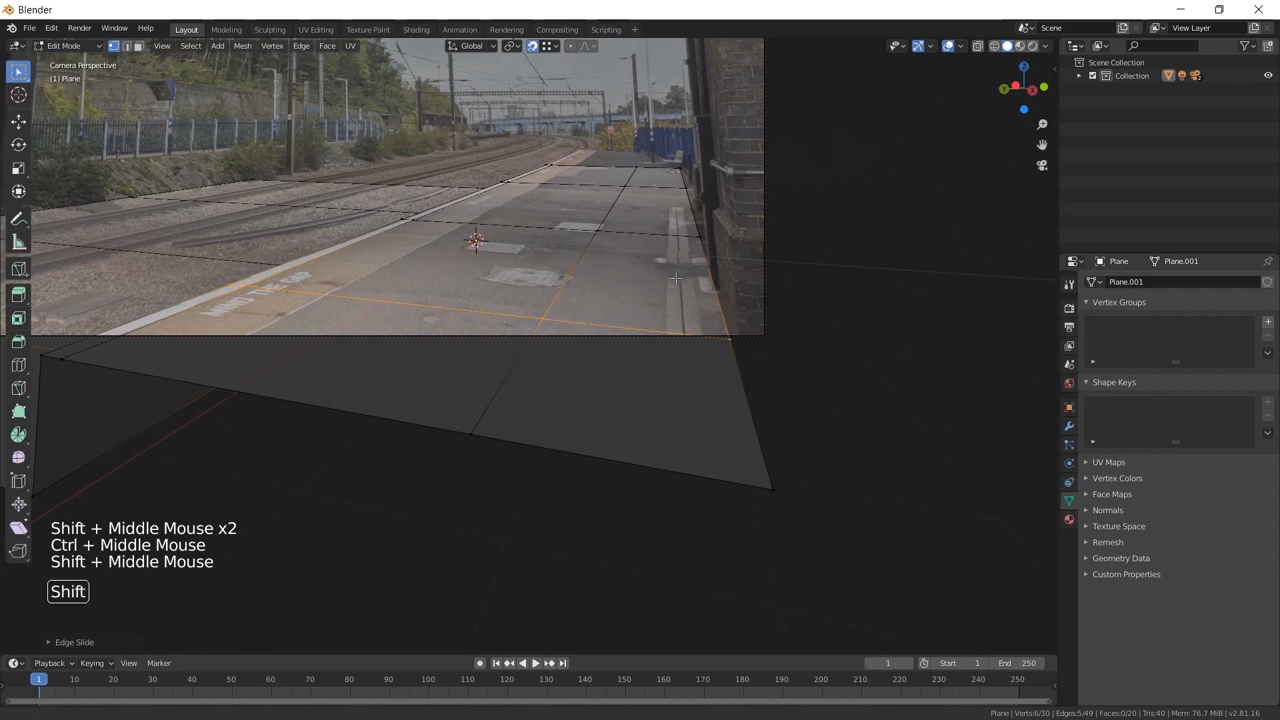 Blender
File Edit Render Window Help
Layout Modeling Sculpting UV Editing Texture Paint Shading Animation Rendering Compositing Scripting +
Scene
View Layer
Edit Mode View Select Add Mesh Vertex Edge Face UV
Global
Camera Perspective
(1) Plane
MIND THE GAP
Z
Y
X
Scene Collection
Collection
Plane Plane.001
Plane.001
Vertex Groups
Shape Keys
UV Maps
Vertex Colors
Face Maps
Normals
Texture Space
Remesh
Geometry Data
Custom Properties
Shift + Middle Mouse x2
Ctrl + Middle Mouse
Shift + Middle Mouse
Shift
Edge Slide
Playback Keying View Marker
1 Start 1 End 250
1 10 20 30 40 50 60 70 80 90 100 110 120 130 140 150 160 170 180 190 200 210 220 230 240 250
Plane | Verts:6/30 | Edges:5/49 | Faces:0/20 | Tris:40 | Mem: 76.7 MiB | v2.81.16